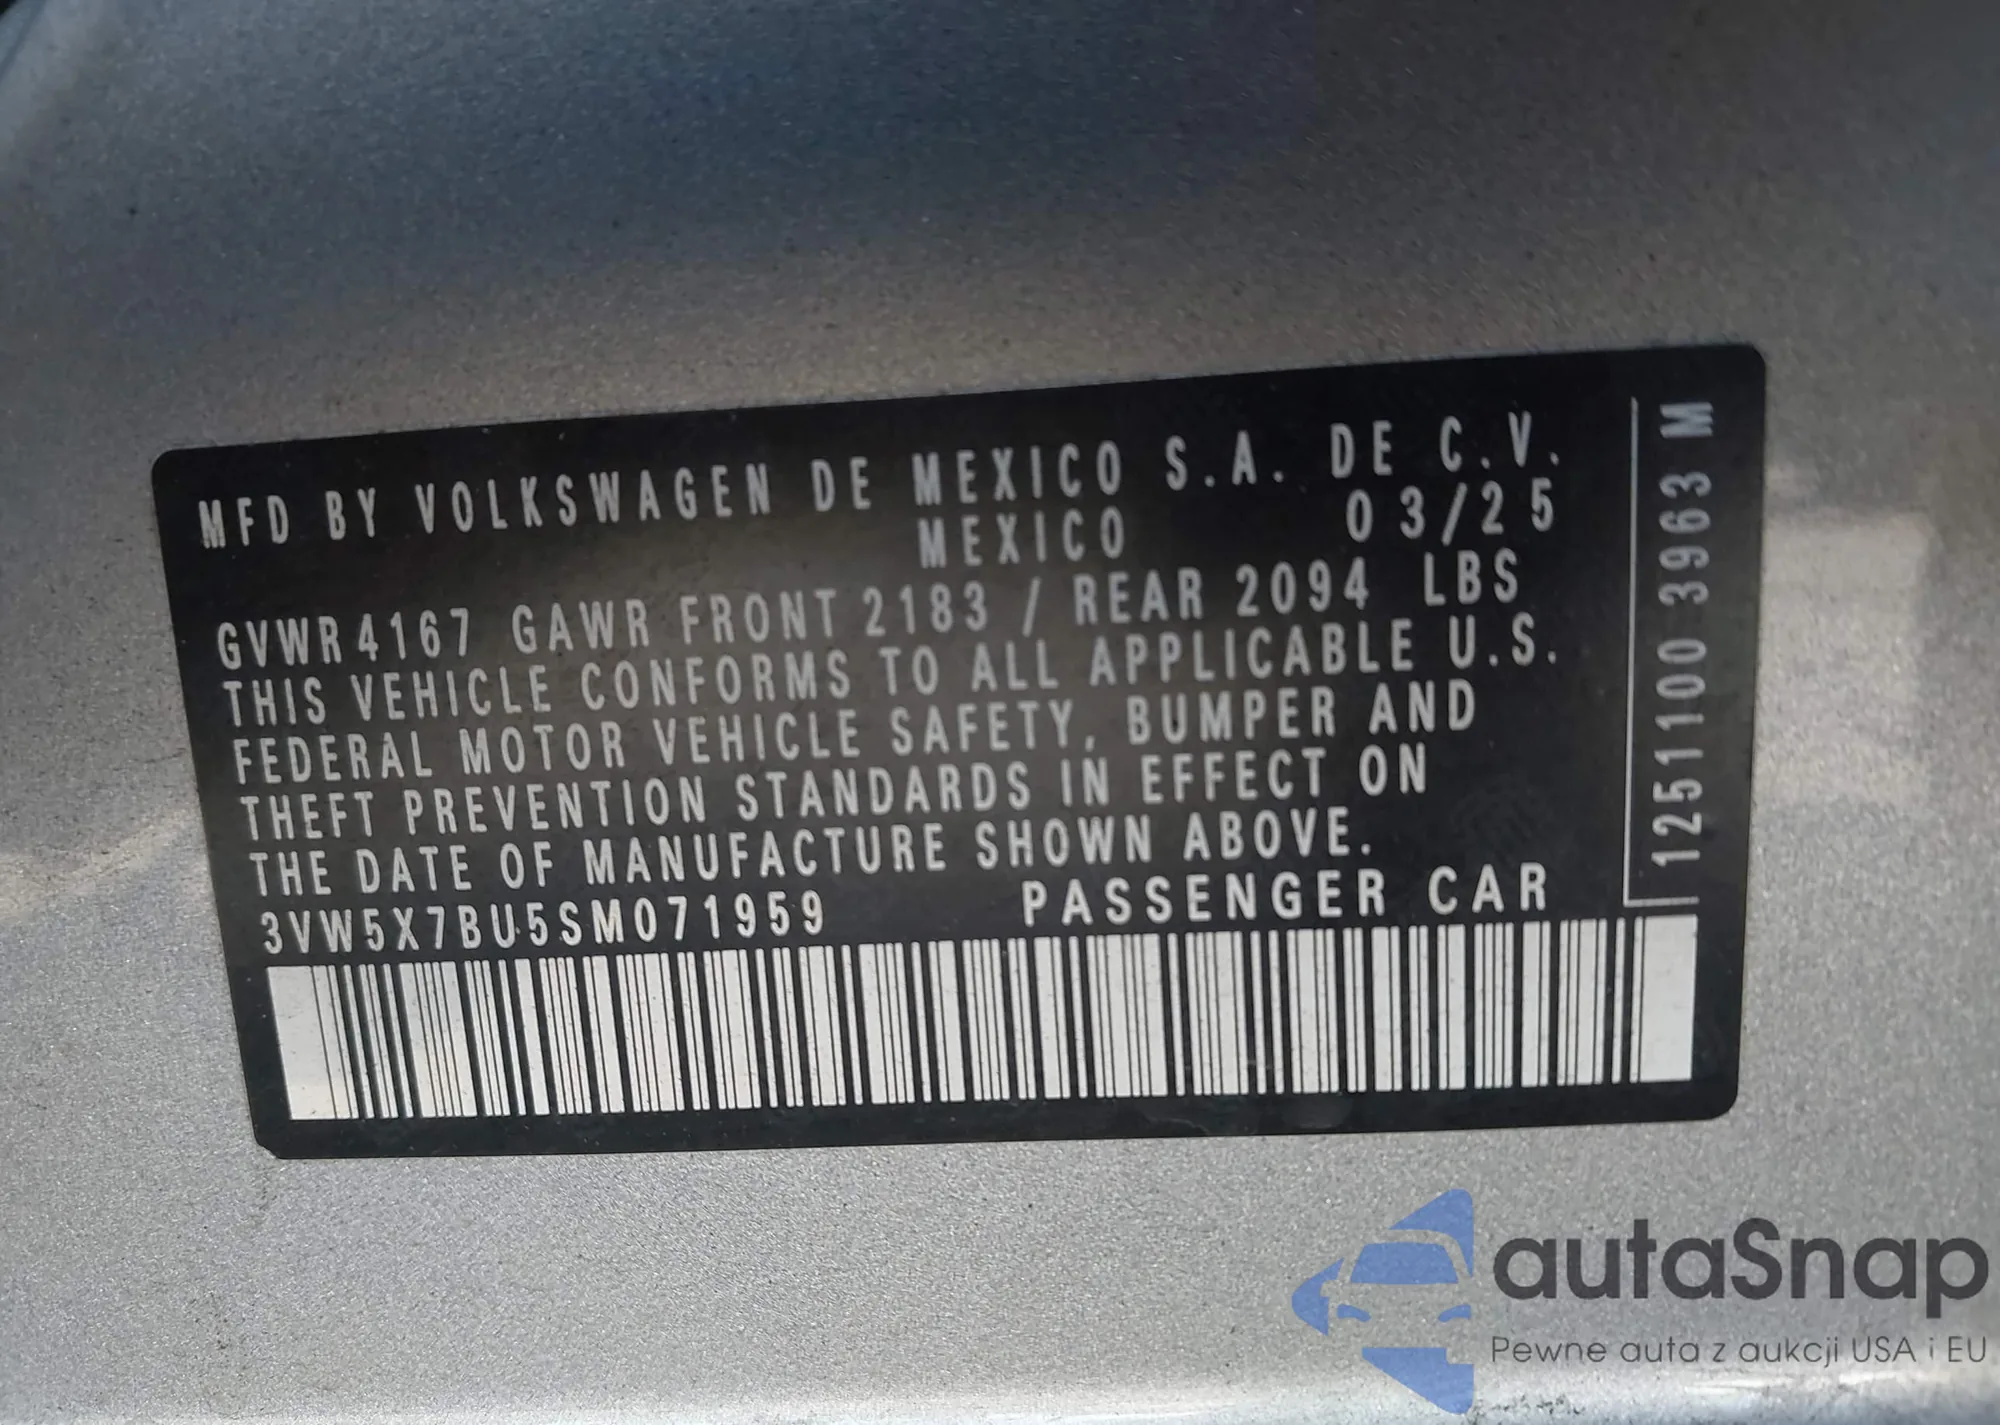 MFD BY VOLKSWAGEN DE MEXICO S.A. DE C.V.
MEXICO 03/25
GVWR 4167 GAWR FRONT 2183 / REAR 2094 LBS
THIS VEHICLE CONFORMS TO ALL APPLICABLE U.S.
FEDERAL MOTOR VEHICLE SAFETY, BUMPER AND
THEFT PREVENTION STANDARDS IN EFFECT ON
THE DATE OF MANUFACTURE SHOWN ABOVE.
3VW5X7BU5SM071959 PASSENGER CAR
1251100 3963 M
autaSnap
Pewne auta z aukcji USA i EU